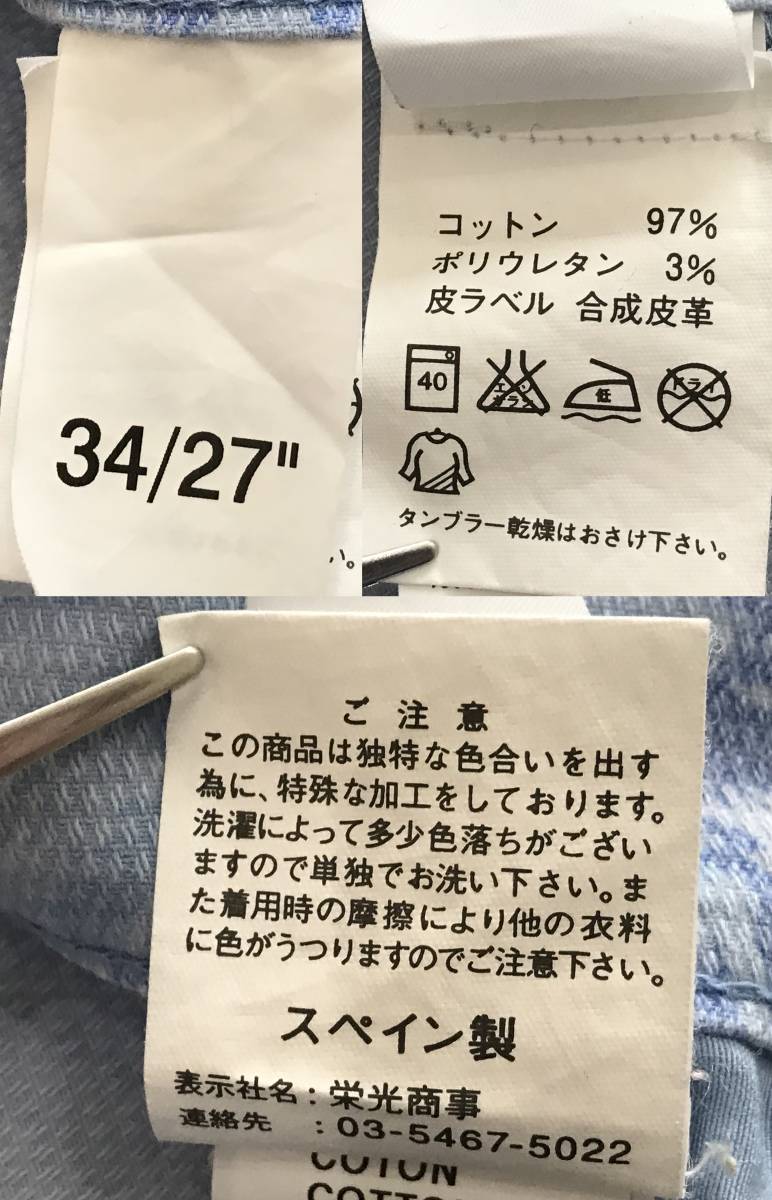 34/27"
コットン 97%
ポリウレタン 3%
皮ラベル 合成皮革
40
エンソ
サラス
低
ドライ
タンブラー乾燥はおさけ下さい。
い。
ご注意
この商品は独特な色合いを出す
為に、特殊な加工をしております。
洗濯によって多少色落ちがござい
ますので単独でお洗い下さい。ま
た着用時の摩擦により他の衣料
に色がうつりますのでご注意下さい。
スペイン製
表示社名:栄光商事
連絡先 :03-5467-5022
COTON